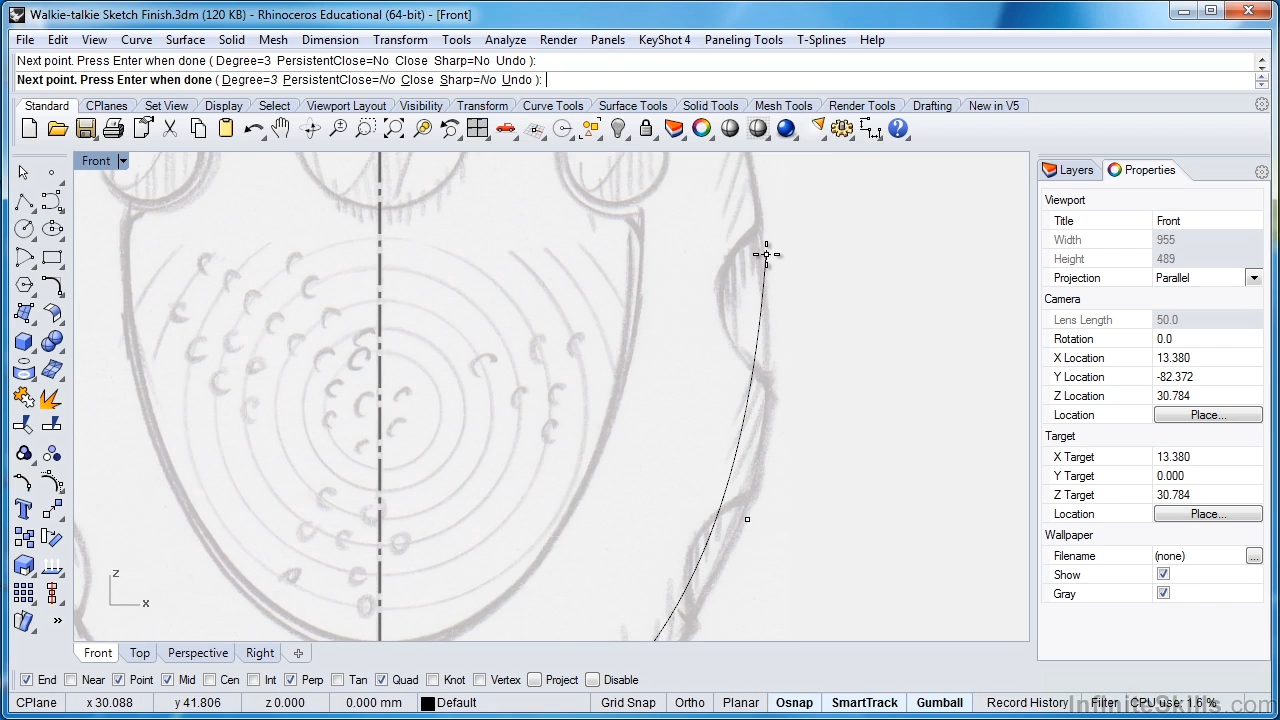 Walkie-talkie Sketch Finish.3dm (120 KB) - Rhinoceros Educational (64-bit) - [Front]
File Edit View Curve Surface Solid Mesh Dimension Transform Tools Analyze Render Panels KeyShot 4 Paneling Tools T-Splines Help
Next point. Press Enter when done ( Degree=3 PersistentClose=No Close Sharp=No Undo ):
Next point. Press Enter when done ( Degree=3 PersistentClose=No Close Sharp=No Undo ):
Standard CPlanes Set View Display Select Viewport Layout Visibility Transform Curve Tools Surface Tools Solid Tools Mesh Tools Render Tools Drafting New in V5
Front
Layers Properties
Viewport
Title Front
Width 955
Height 489
Projection Parallel
Camera
Lens Length 50.0
Rotation 0.0
X Location 13.380
Y Location -82.372
Z Location 30.784
Location Place...
Target
X Target 13.380
Y Target 0.000
Z Target 30.784
Location Place...
Wallpaper
Filename (none) ...
Show
Gray
z
x
»
Front Top Perspective Right
End Near Point Mid Cen Int Perp Tan Quad Knot Vertex Project Disable
CPlane x 30.088 y 41.806 z 0.000 0.000 mm Default Grid Snap Ortho Planar Osnap SmartTrack Gumball Record History Filter CPU use: 1.6 %
InfiniteSkills.com